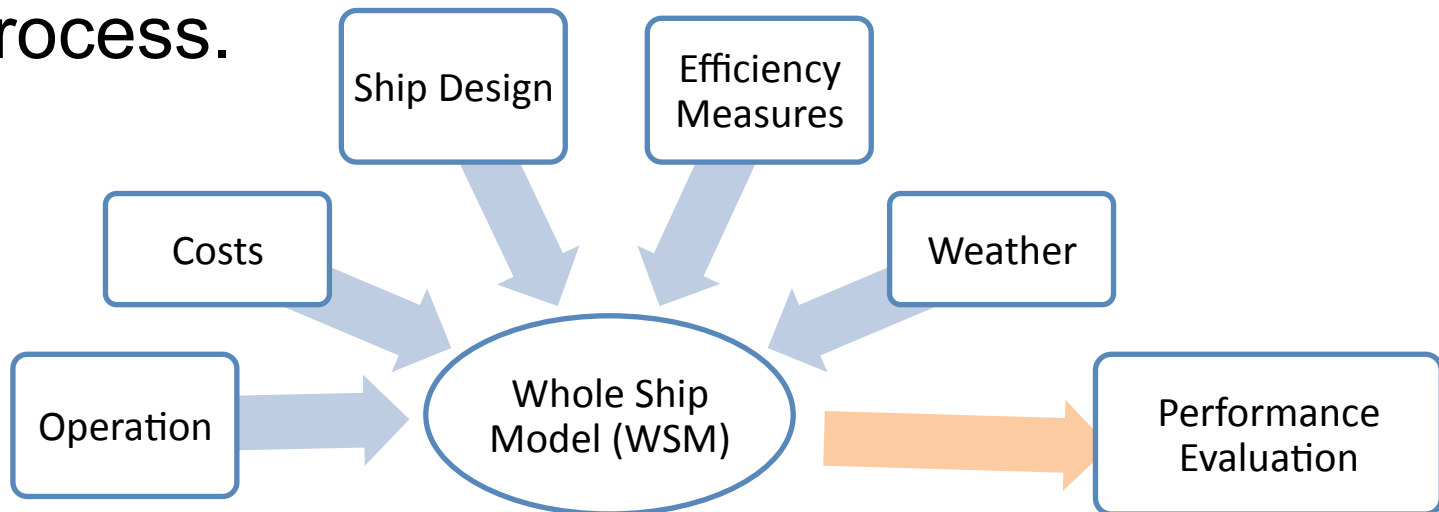 rocess.
Ship Design
Efficiency
Measures
Costs
Weather
Operation
Whole Ship
Model (WSM)
Performance
Evaluation